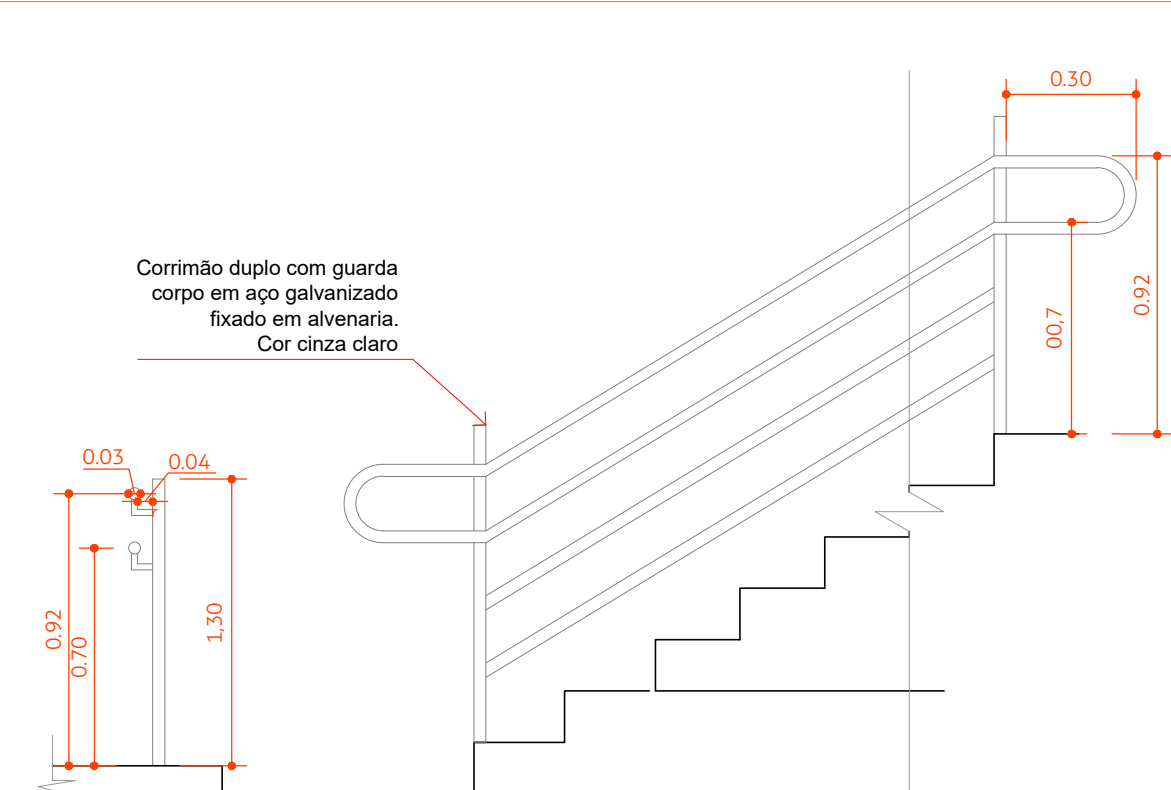 0.30
Corrimão duplo com guarda
corpo em aço galvanizado
fixado em alvenaria.
Cor cinza claro
0.92
00,7
0.03
0.04
0.92
0.70
1,30